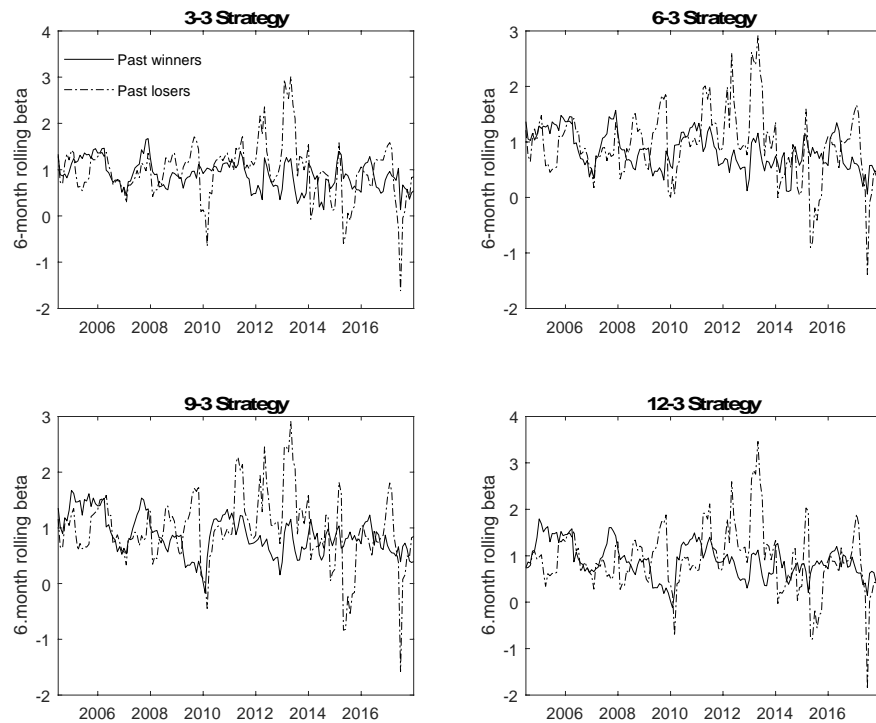 3-3 Strategy
4
3
2
1
0
-1
-2
6-month rolling beta
Past winners
Past losers
2006 2008 2010 2012 2014 2016
6-3 Strategy
3
2
1
0
-1
-2
6-month rolling beta
2006 2008 2010 2012 2014 2016
9-3 Strategy
3
2
1
0
-1
-2
6.month rolling beta
2006 2008 2010 2012 2014 2016
12-3 Strategy
4
3
2
1
0
-1
-2
6.month rolling beta
2006 2008 2010 2012 2014 2016